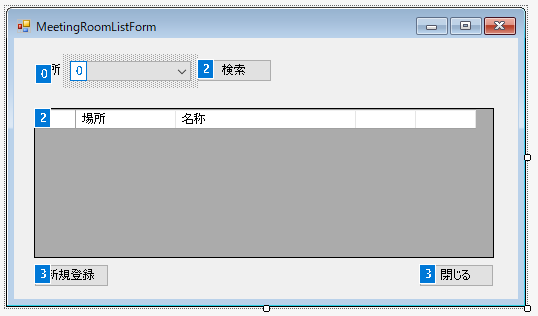 MeetingRoomListForm
0 所 0 2 検索
2 場所 名称
3 新規登録 3 閉じる